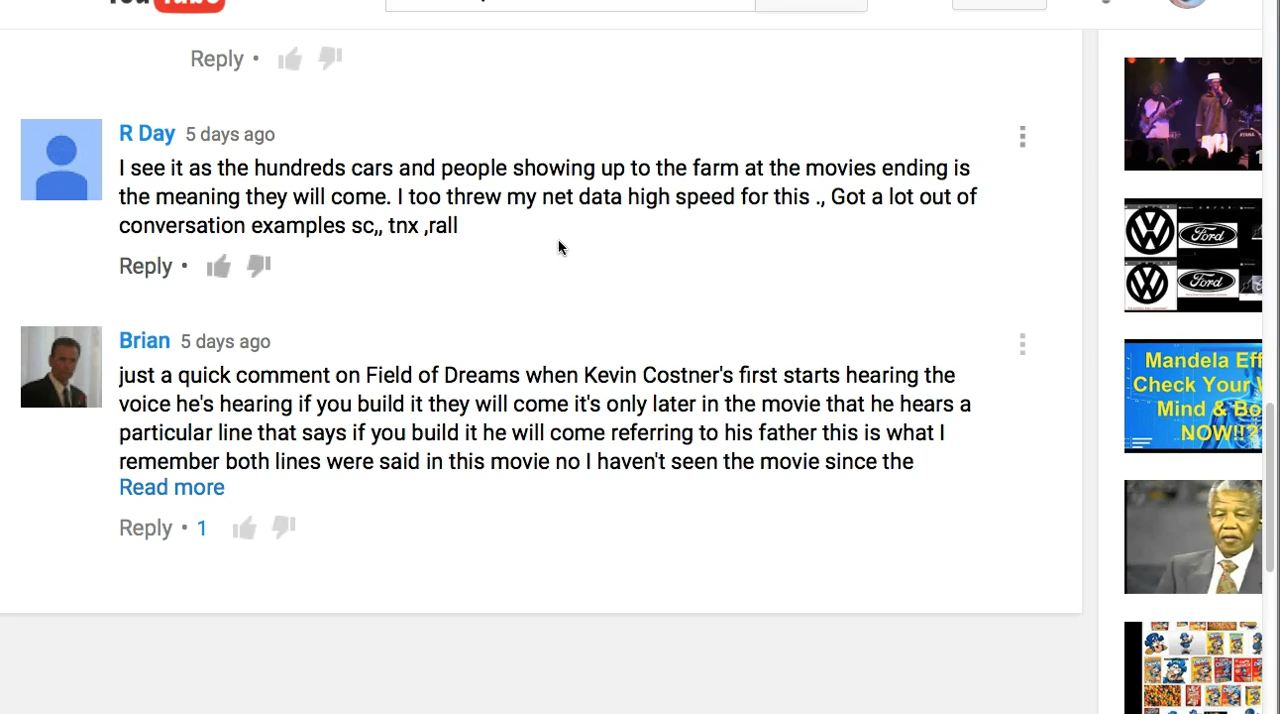 You Tube
Reply •
R Day 5 days ago
I see it as the hundreds cars and people showing up to the farm at the movies ending is
the meaning they will come. I too threw my net data high speed for this ., Got a lot out of
conversation examples sc,, tnx ,rall
Reply •
Brian 5 days ago
just a quick comment on Field of Dreams when Kevin Costner's first starts hearing the
voice he's hearing if you build it they will come it's only later in the movie that he hears a
particular line that says if you build it he will come referring to his father this is what I
remember both lines were said in this movie no I haven't seen the movie since the
Read more
Reply • 1
Ford
Ford
Mandela Eff
Check Your
Mind & Bo
NOW!!?